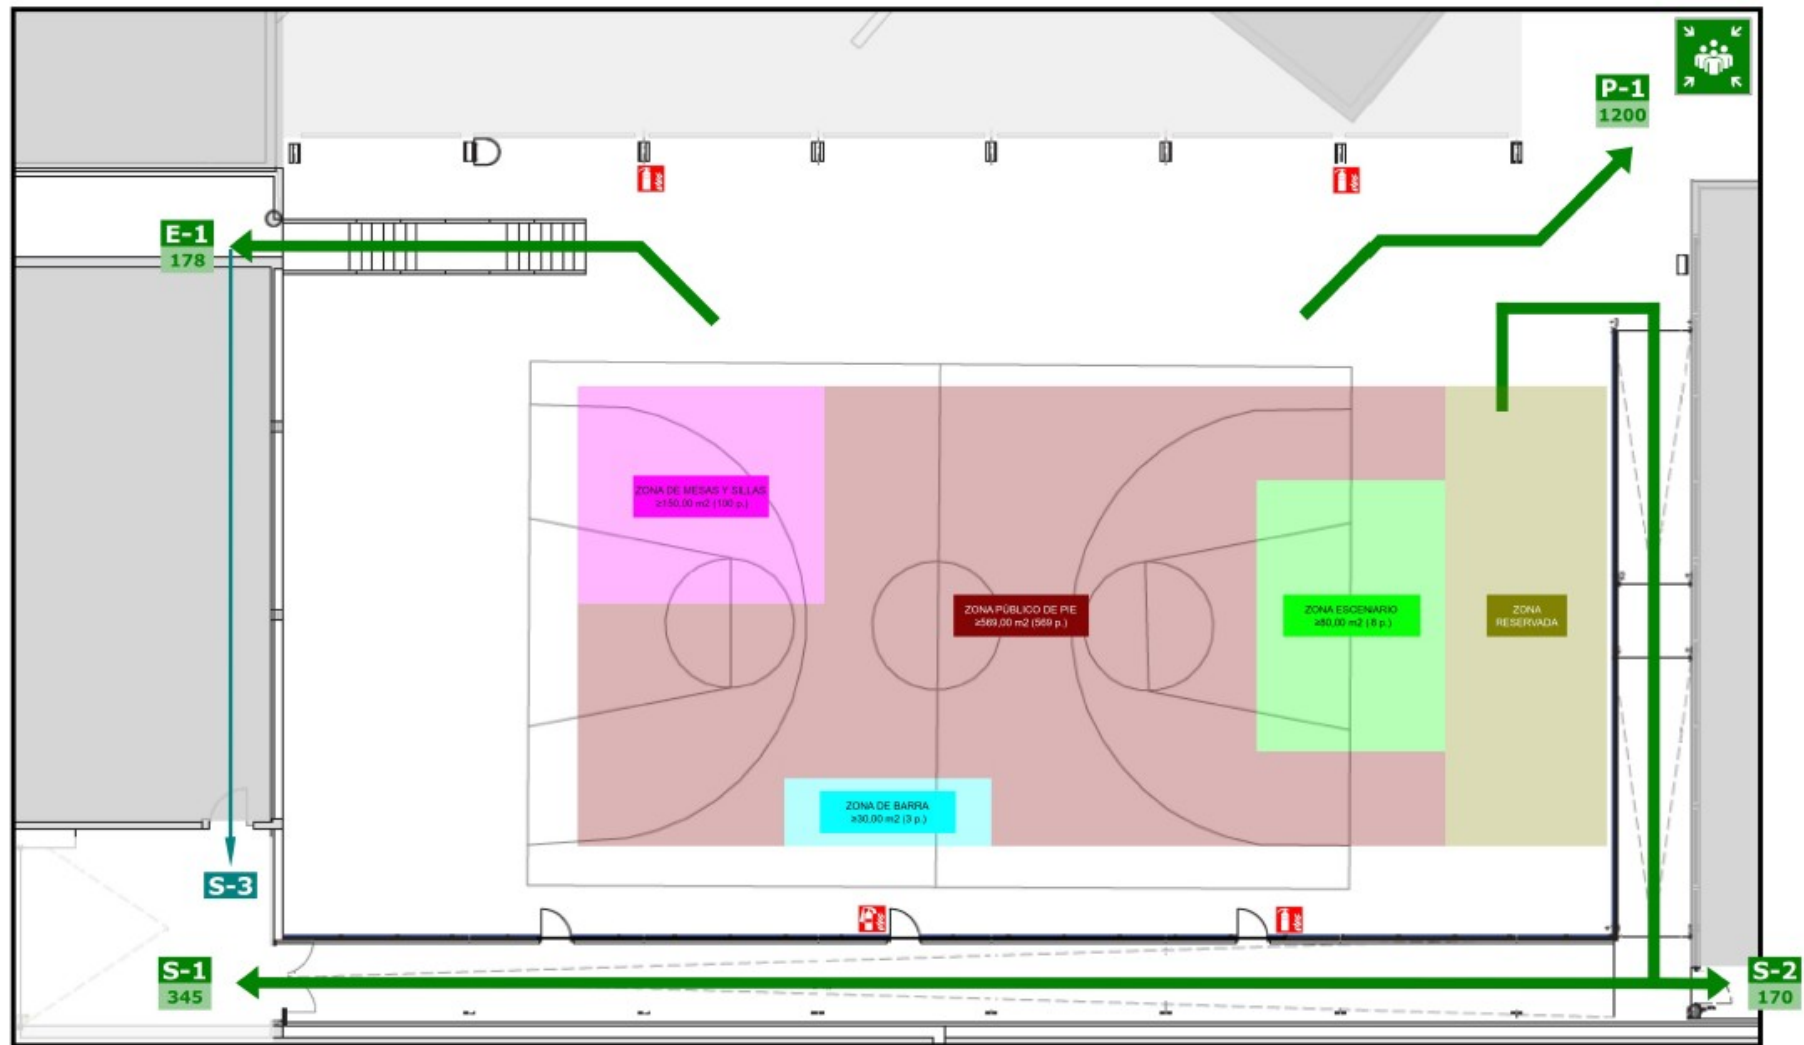 P-1
1200
E-1
178
ZONA DE MESAS Y SILLAS
≥150,00 m2 (100 p.)
ZONA PÚBLICO DE PIE
≥569,00 m2 (569 p.)
ZONA ESCENARIO
≥80,00 m2 ( 8 p.)
ZONA
RESERVADA
ZONA DE BARRA
≥30,00 m2 (3 p.)
S-3
S-1
345
S-2
170